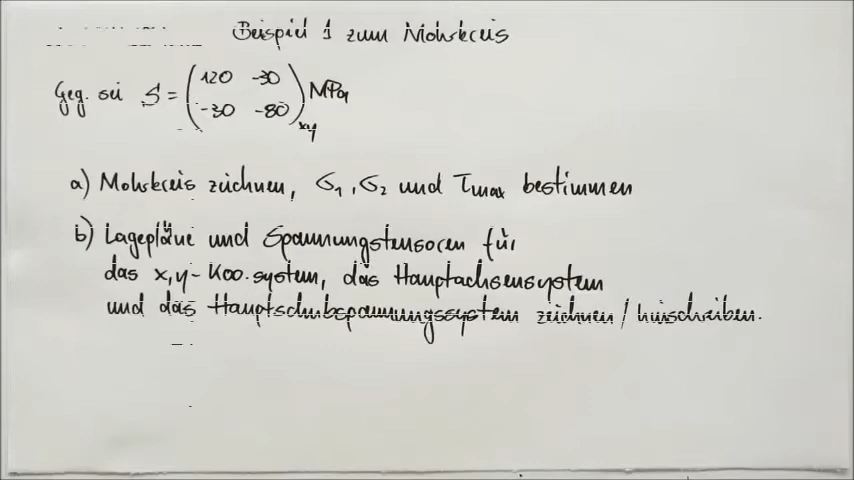 Beispiel 1 zum Mohrkreis
Geg. sei S = (120 -30
-30 -80)xy MPa
a) Mohrkreis zeichnen, σ1, σ2 und τmax bestimmen
b) Lagepläne und Spannungstensoren für
das x,y-Koo.system, das Hauptachsensystem
und das Hauptschubspannungssystem zeichnen/hinschreiben.